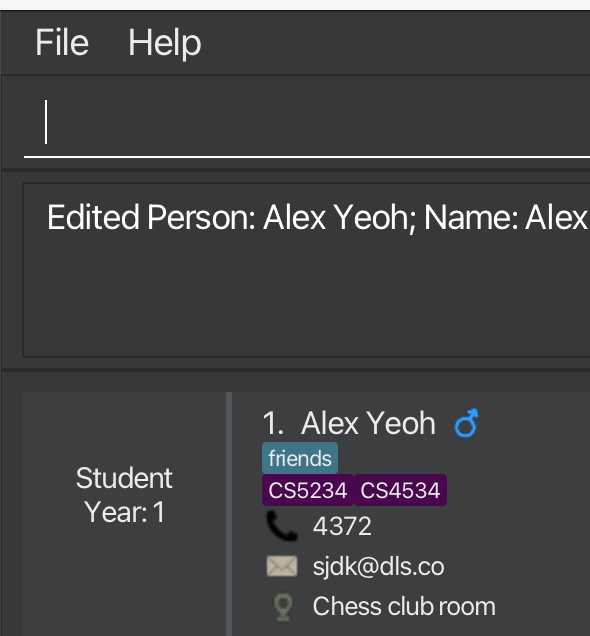 File Help
Edited Person: Alex Yeoh; Name: Alex
Student
Year: 1
1. Alex Yeoh
friends
CS5234 CS4534
4372
sjdk@dls.co
Chess club room